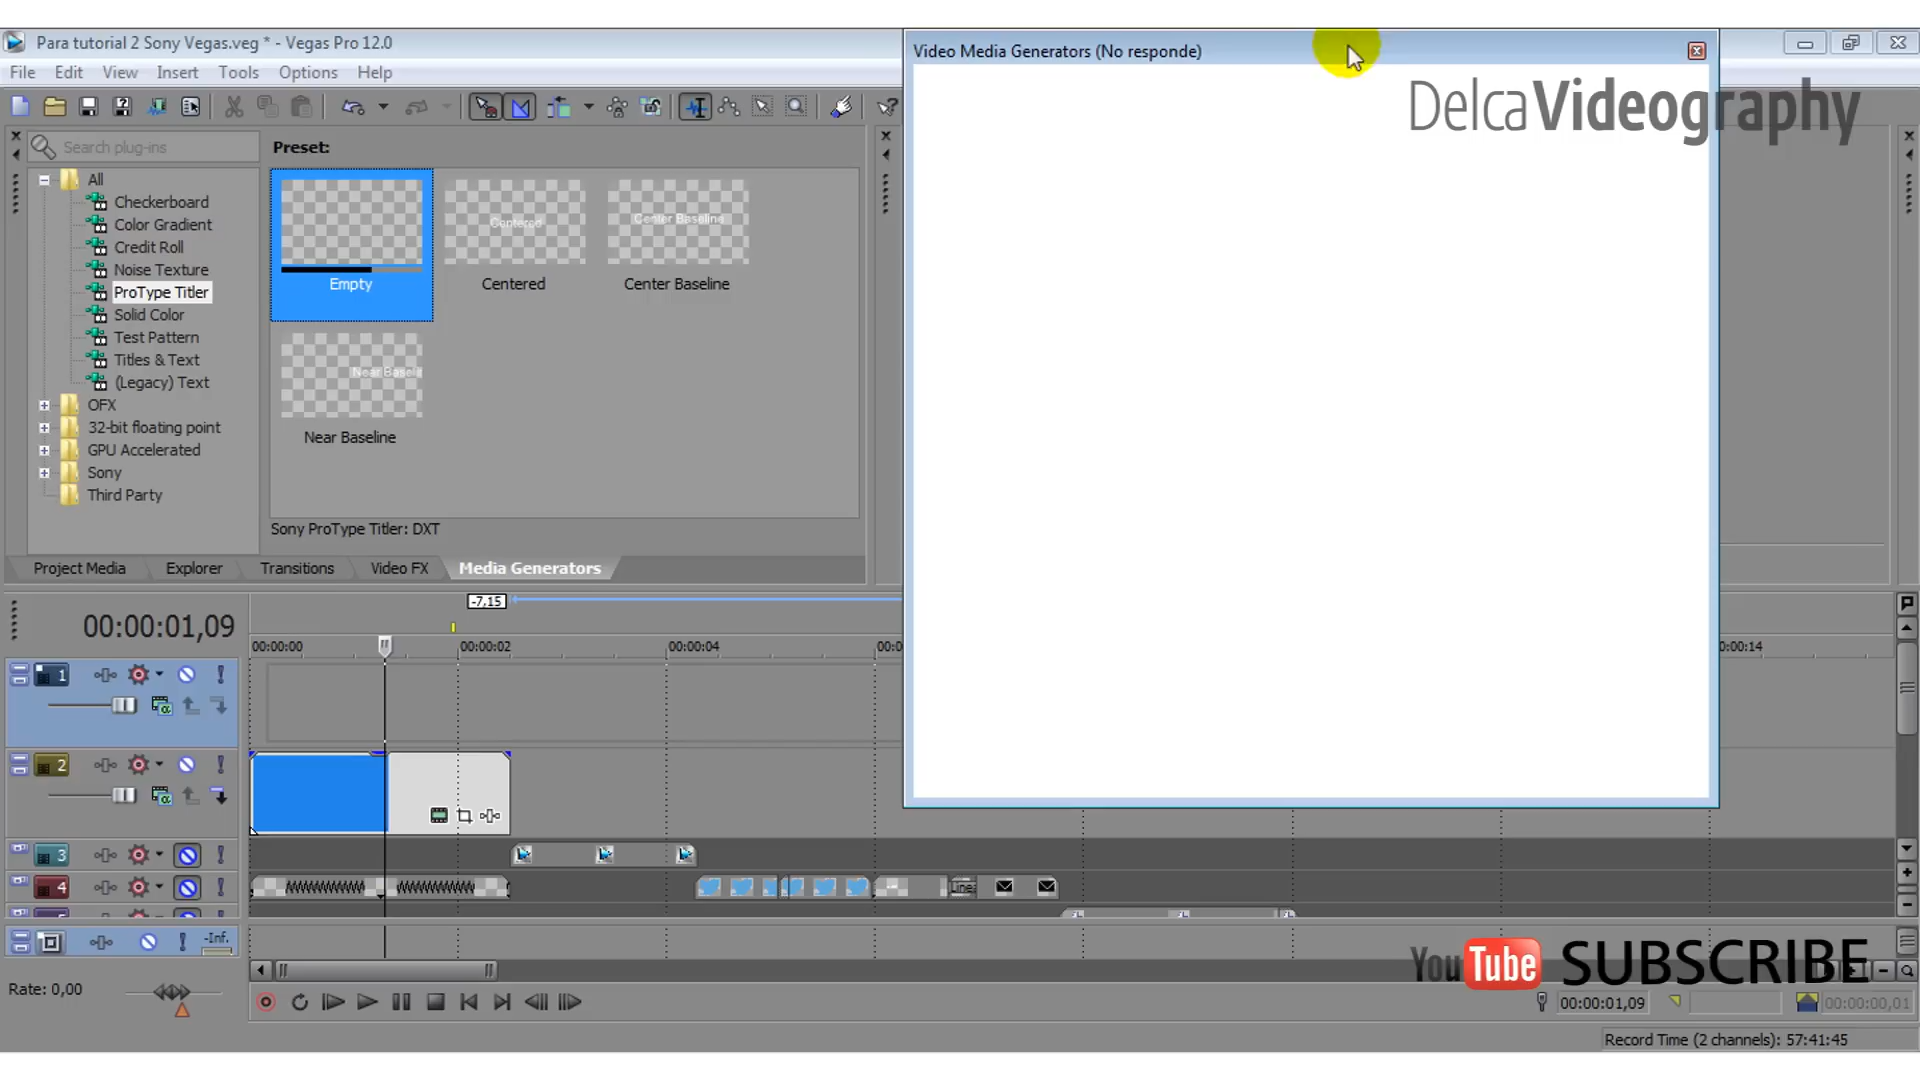 Para tutorial 2 Sony Vegas.veg * - Vegas Pro 12.0
Video Media Generators (No responde)
File Edit View Insert Tools Options Help
DelcaVideography
Search plug-ins
Preset:
All
Checkerboard
Color Gradient
Credit Roll
Noise Texture
ProType Titler
Solid Color
Test Pattern
Titles & Text
(Legacy) Text
OFX
32-bit floating point
GPU Accelerated
Sony
Third Party
Centered
Center Baseline
Empty
Centered
Center Baseline
Near Baseli
Near Baseline
Sony ProType Titler: DXT
Project Media Explorer Transitions Video FX Media Generators
-7,15
00:00:01,09
00:00:00 00:00:02 00:00:04 00:0 0:00:14
1
2
3
4
Linea
-Inf.
YouTube SUBSCRIBE
Rate: 0,00
00:00:01,09 00:00:00,01
Record Time (2 channels): 57:41:45